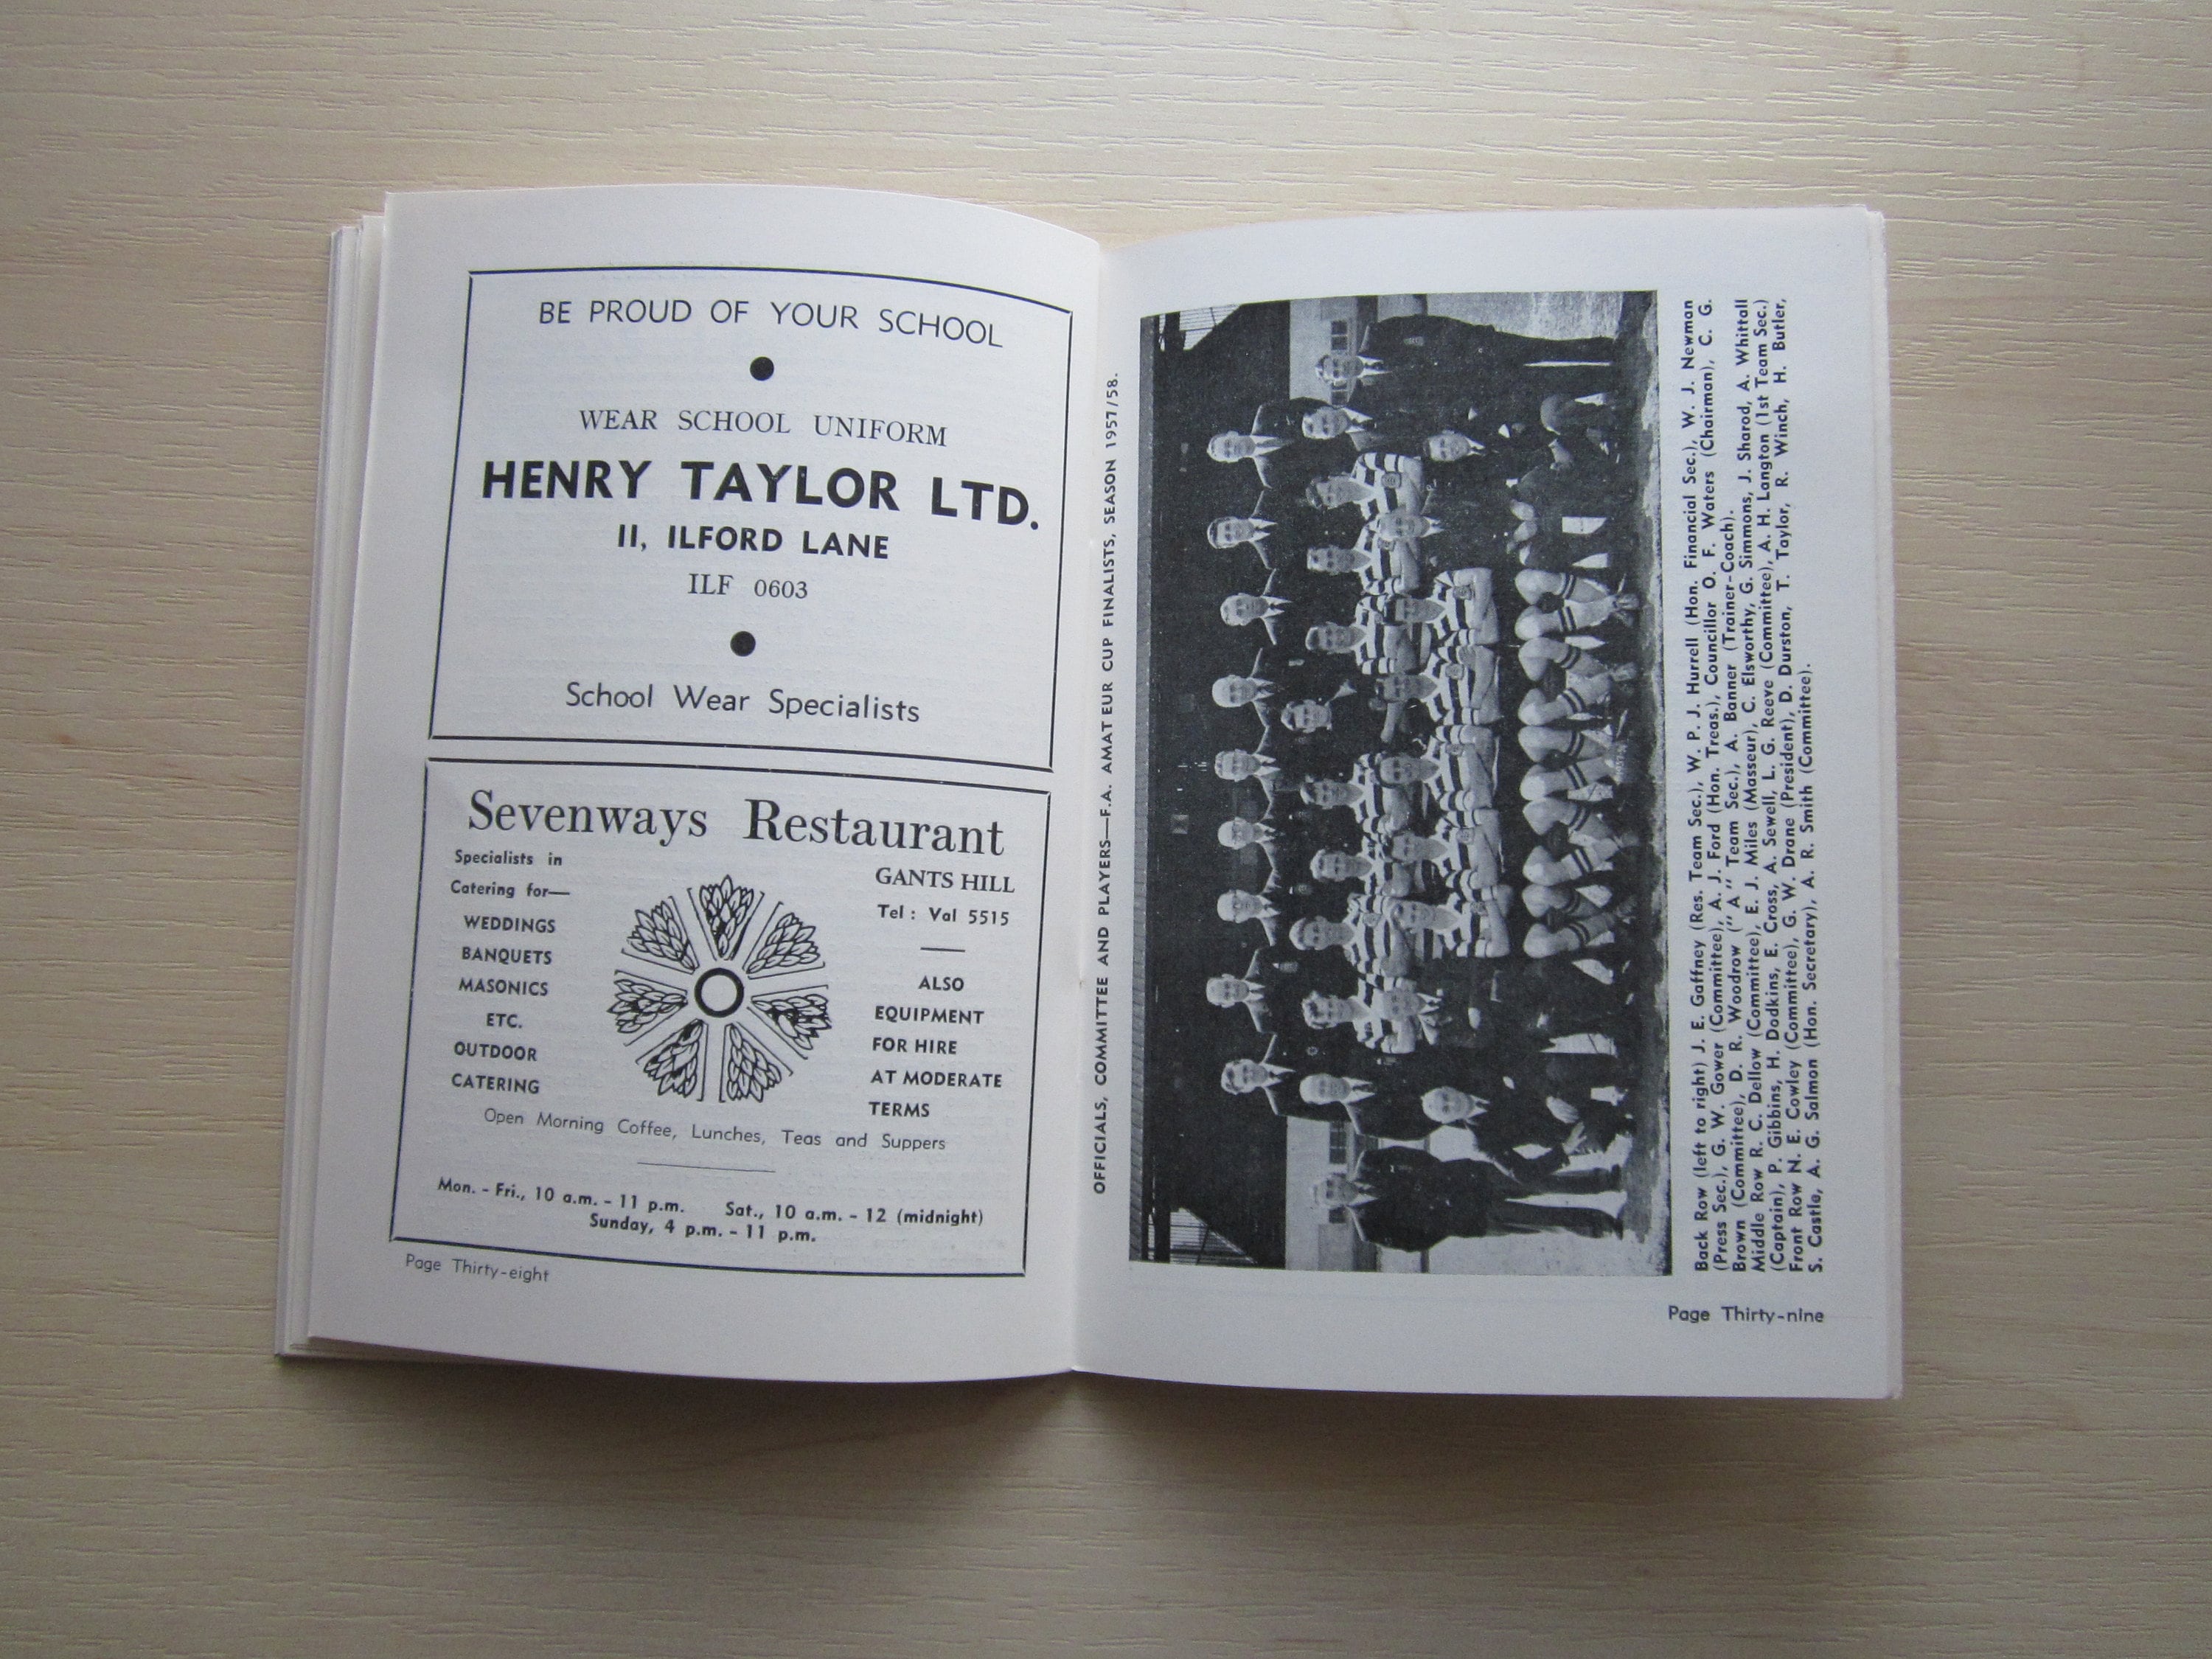 BE PROUD OF YOUR SCHOOL
WEAR SCHOOL UNIFORM
HENRY TAYLOR LTD.
11, ILFORD LANE
ILF 0603
School Wear Specialists
Sevenways Restaurant
Specialists in
Catering for—
WEDDINGS
BANQUETS
MASONICS
ETC.
OUTDOOR
CATERING
GANTS HILL
Tel : Val 5515
ALSO
EQUIPMENT
FOR HIRE
AT MODERATE
TERMS
Open Morning Coffee, Lunches, Teas and Suppers
Mon. - Fri., 10 a.m. - 11 p.m. Sat., 10 a.m. - 12 (midnight)
Sunday, 4 p.m. - 11 p.m.
Page Thirty-eight
OFFICIALS, COMMITTEE AND PLAYERS—F.A. AMATEUR CUP FINALISTS, SEASON 1957/58.
Back Row (left to right) J. E. Gaffney (Res. Team Sec.), W. P. J. Hurrell (Hon. Financial Sec.), W. J. Newman
(Press Sec.), G. W. Gower (Committee), A. J. Ford (Hon. Treas.), Councillor O. F. Waters (Chairman), C. G.
Brown (Committee), D. R. Woodrow (" A " Team Sec.), A. Banner (Trainer-Coach).
Middle Row R. C. Dellow (Committee), E. J. Miles (Masseur), C. Elsworthy, G. Simmons, J. Sharod, A. Whittall
(Captain), P. Gibbins, H. Dodkins, E. Cross, A. Sewell, L. G. Reeve (Committee), A. H. Langton (1st Team Sec.)
Front Row N. E. Cowley (Committee), G. W. Drane (President), D. Durston, T. Taylor, R. Winch, H. Butler,
S. Castle, A. G. Salmon (Hon. Secretary), A. R. Smith (Committee).
Page Thirty-nine